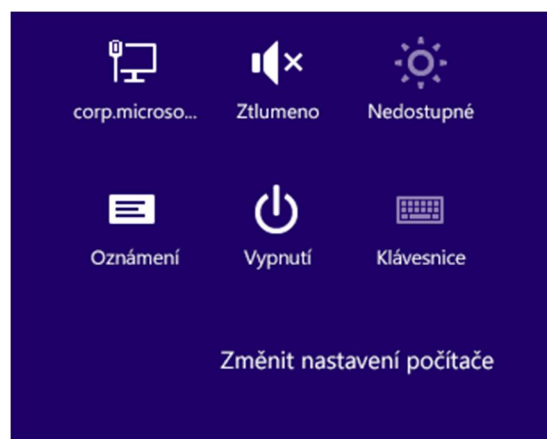 corp.microso... Ztlumeno Nedostupné
Oznámení Vypnutí Klávesnice
Změnit nastavení počítače